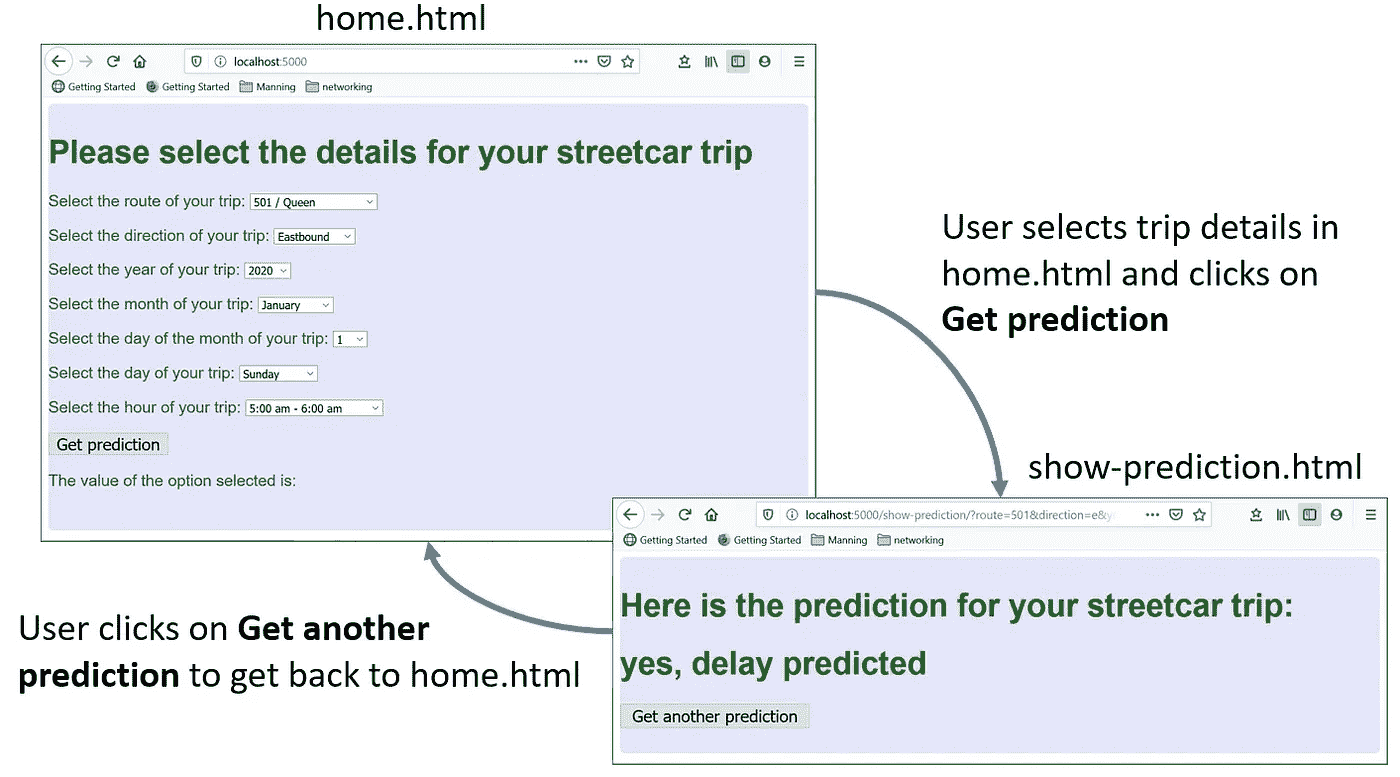 home.html
localhost:5000
Getting Started Getting Started Manning networking
Please select the details for your streetcar trip
Select the route of your trip: 501 / Queen
Select the direction of your trip: Eastbound
Select the year of your trip: 2020
Select the month of your trip: January
Select the day of the month of your trip: 1
Select the day of your trip: Sunday
Select the hour of your trip: 5:00 am - 6:00 am
Get prediction
The value of the option selected is:
User selects trip details in
home.html and clicks on
Get prediction
show-prediction.html
localhost:5000/show-prediction/?route=501&direction=e&y
Getting Started Getting Started Manning networking
Here is the prediction for your streetcar trip:
yes, delay predicted
Get another prediction
User clicks on Get another
prediction to get back to home.html